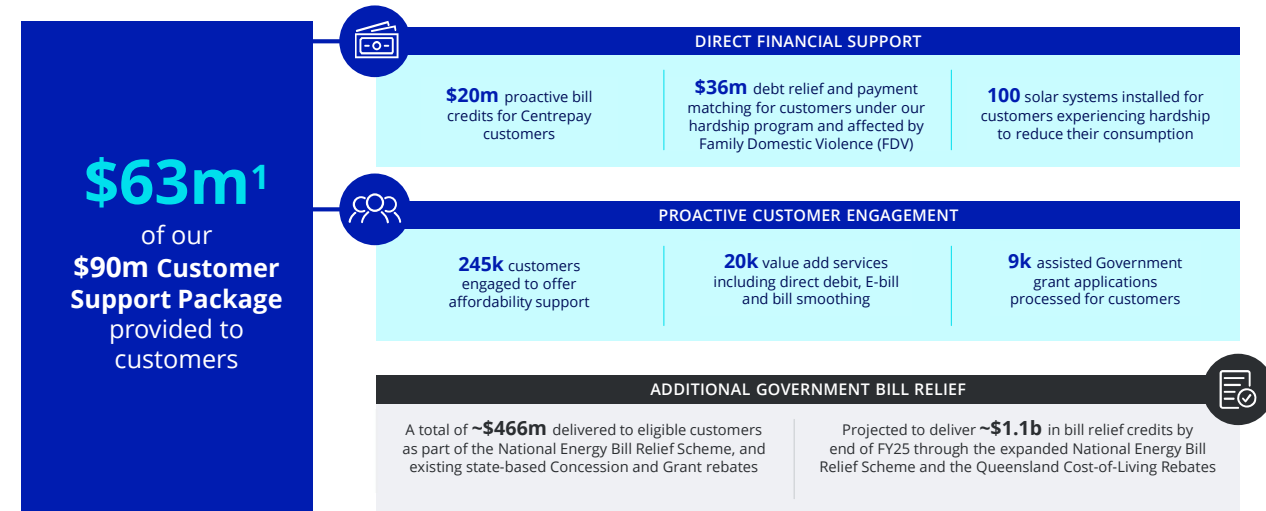 $63m1
of our
$90m Customer
Support Package
provided to
customers
DIRECT FINANCIAL SUPPORT
$20m proactive bill
credits for Centrepay
customers
$36m debt relief and payment
matching for customers under our
hardship program and affected by
Family Domestic Violence (FDV)
100 solar systems installed for
customers experiencing hardship
to reduce their consumption
PROACTIVE CUSTOMER ENGAGEMENT
245k customers
engaged to offer
affordability support
20k value add services
including direct debit, E-bill
and bill smoothing
9k assisted Government
grant applications
processed for customers
ADDITIONAL GOVERNMENT BILL RELIEF
A total of ~$466m delivered to eligible customers
as part of the National Energy Bill Relief Scheme, and
existing state-based Concession and Grant rebates
Projected to deliver ~$1.1b in bill relief credits by
end of FY25 through the expanded National Energy Bill
Relief Scheme and the Queensland Cost-of-Living Rebates